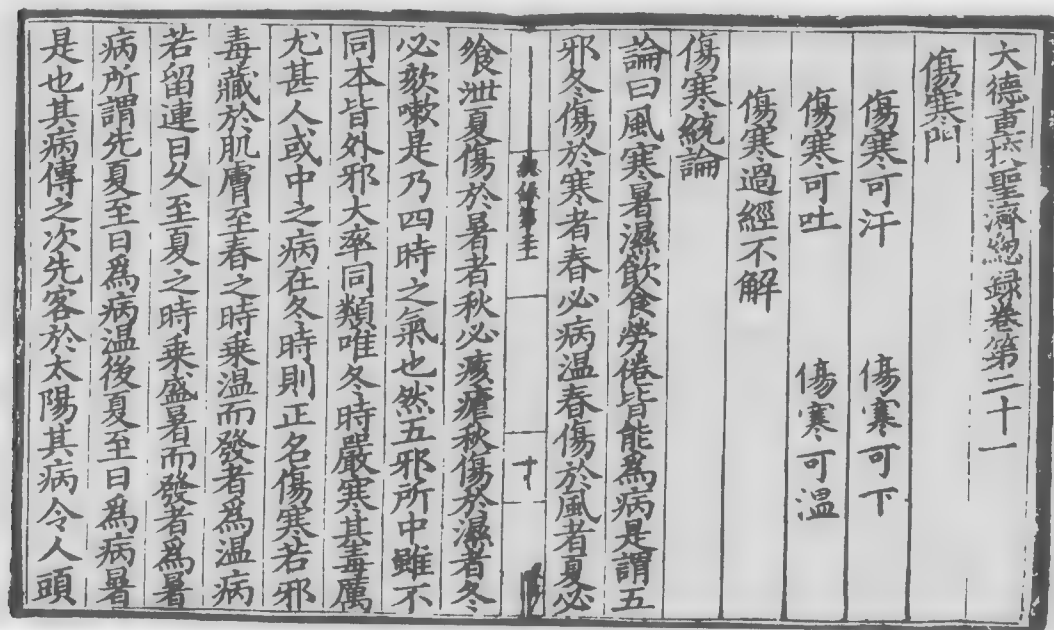 大德重校聖濟總錄卷第二十一
傷寒門
傷寒可汗　傷寒可下
傷寒可吐　傷寒可溫
傷寒過經不解
傷寒統論
論曰風寒暑濕飲食勞倦皆能爲病是謂五
邪冬傷於寒者春必病温春傷於風者夏必
十
飧泄夏傷於暑者秋必痎瘧秋傷於濕者冬
必欬嗽是乃四時之氣也然五邪所中雖不
同本皆外邪大率同類唯冬時嚴寒其毒厲
尤甚人或中之病在冬時則正名傷寒若邪
毒藏於肌膚至春之時乗温而發者爲温病
若留連日久至夏之時乗盛暑而發者爲暑
病所謂先夏至日爲病温後夏至日爲病暑
是也其病傳之次先客於太陽其病令人頭